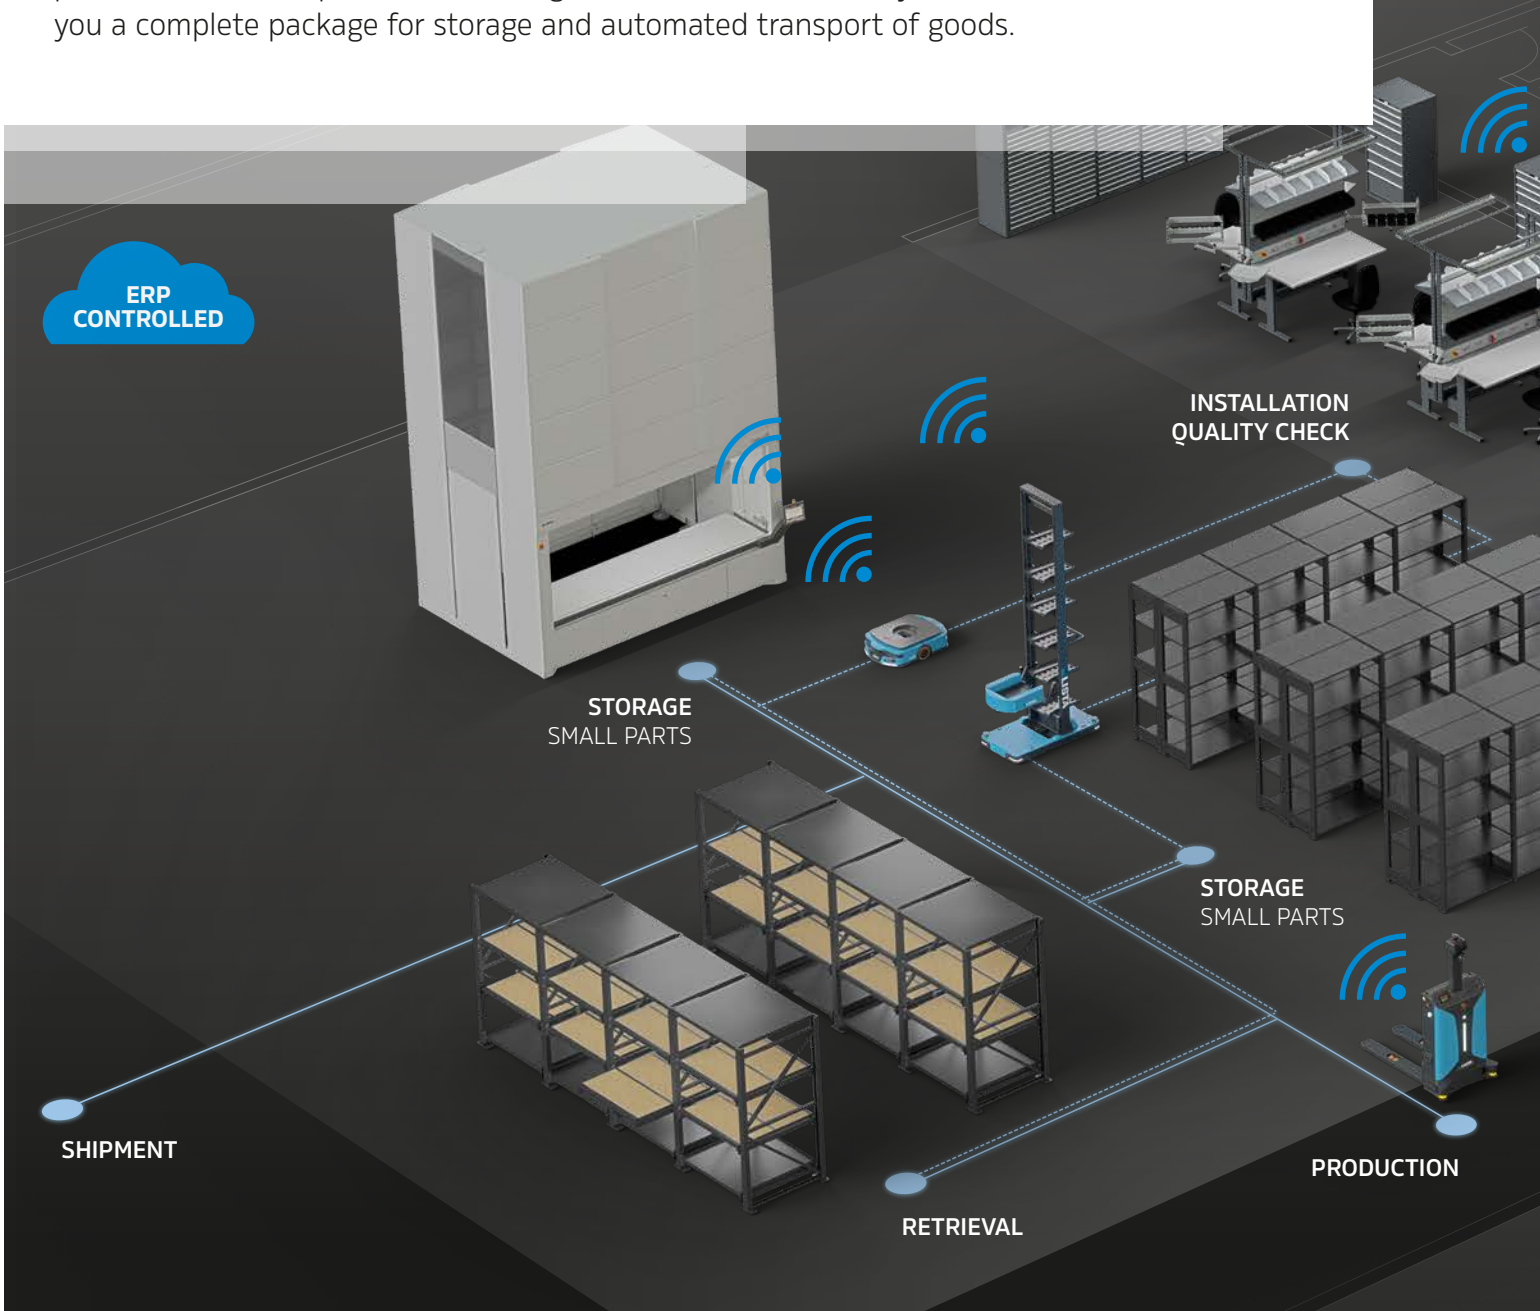 you a complete package for storage and automated transport of goods.
ERP
CONTROLLED
INSTALLATION
QUALITY CHECK
STORAGE
SMALL PARTS
STORAGE
SMALL PARTS
SHIPMENT
PRODUCTION
RETRIEVAL